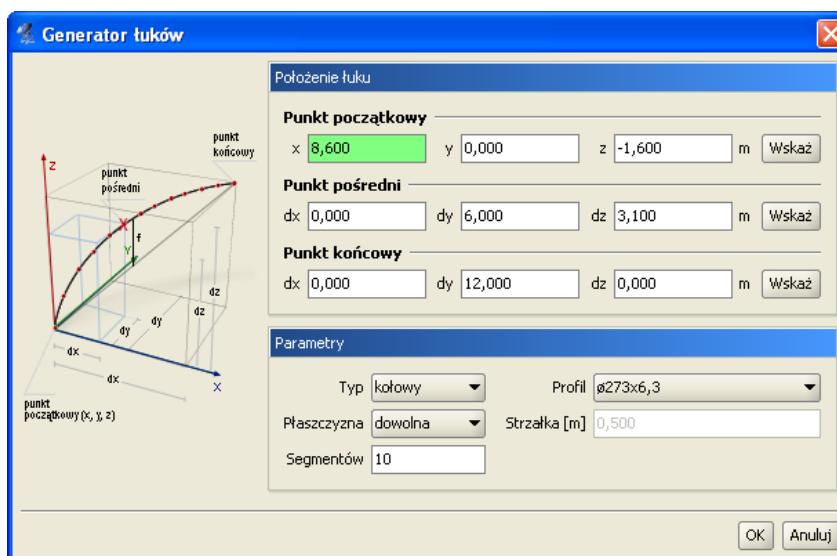 Generator łuków
Położenie łuku
Punkt początkowy
x 8,600 y 0,000 z -1,600 m Wskaż
Punkt pośredni
dx 0,000 dy 6,000 dz 3,100 m Wskaż
Punkt końcowy
dx 0,000 dy 12,000 dz 0,000 m Wskaż
Parametry
Typ kołowy Profil ø273x6,3
Płaszczyzna dowolna Strzałka [m] 0,500
Segmentów 10
OK Anuluj
punkt
końcowy
Z
punkt
pośredni
X
f
Y
dz
dz
dy
dy
dx
dx
X
punkt
początkowy (x, y, z)